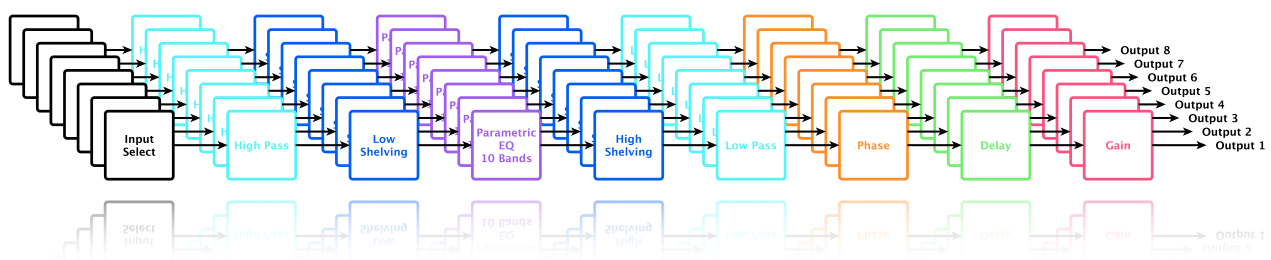 Input
Select
High Pass
Low
Shelving
Parametric
EQ
10 Bands
High
Shelving
Low Pass
Phase
Delay
Gain
Output 8
Output 7
Output 6
Output 5
Output 4
Output 3
Output 2
Output 1